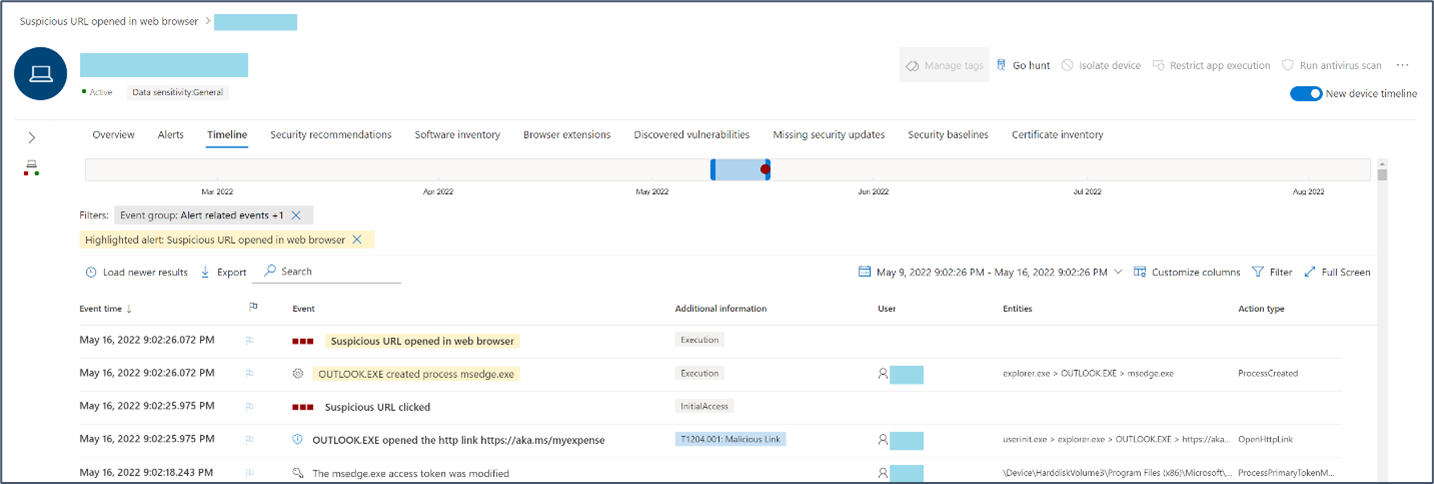 Suspicious URL opened in web browser >
Manage tags Go hunt Isolate device Restrict app execution Run antivirus scan ...
Active Data sensitivity:General
New device timeline
Overview Alerts Timeline Security recommendations Software inventory Browser extensions Discovered vulnerabilities Missing security updates Security baselines Certificate inventory
Mar 2022 Apr 2022 May 2022 Jun 2022 Jul 2022 Aug 2022
Filters: Event group: Alert related events +1
Highlighted alert: Suspicious URL opened in web browser
Load newer results Export Search May 9, 2022 9:02:26 PM - May 16, 2022 9:02:26 PM Customize columns Filter Full Screen
Event time Event Additional information User Entities Action type
May 16, 2022 9:02:26.072 PM Suspicious URL opened in web browser Execution
May 16, 2022 9:02:26.072 PM OUTLOOK.EXE created process msedge.exe Execution explorer.exe > OUTLOOK.EXE > msedge.exe ProcessCreated
May 16, 2022 9:02:25.975 PM Suspicious URL clicked InitialAccess
May 16, 2022 9:02:25.975 PM OUTLOOK.EXE opened the http link https://aka.ms/myexpense T1204.001: Malicious Link userinit.exe > explorer.exe > OUTLOOK.EXE > https://aka... OpenHttpLink
May 16, 2022 9:02:18.243 PM The msedge.exe access token was modified \Device\HarddiskVolume3\Program Files (x86)\Microsoft\... ProcessPrimaryTokenM...